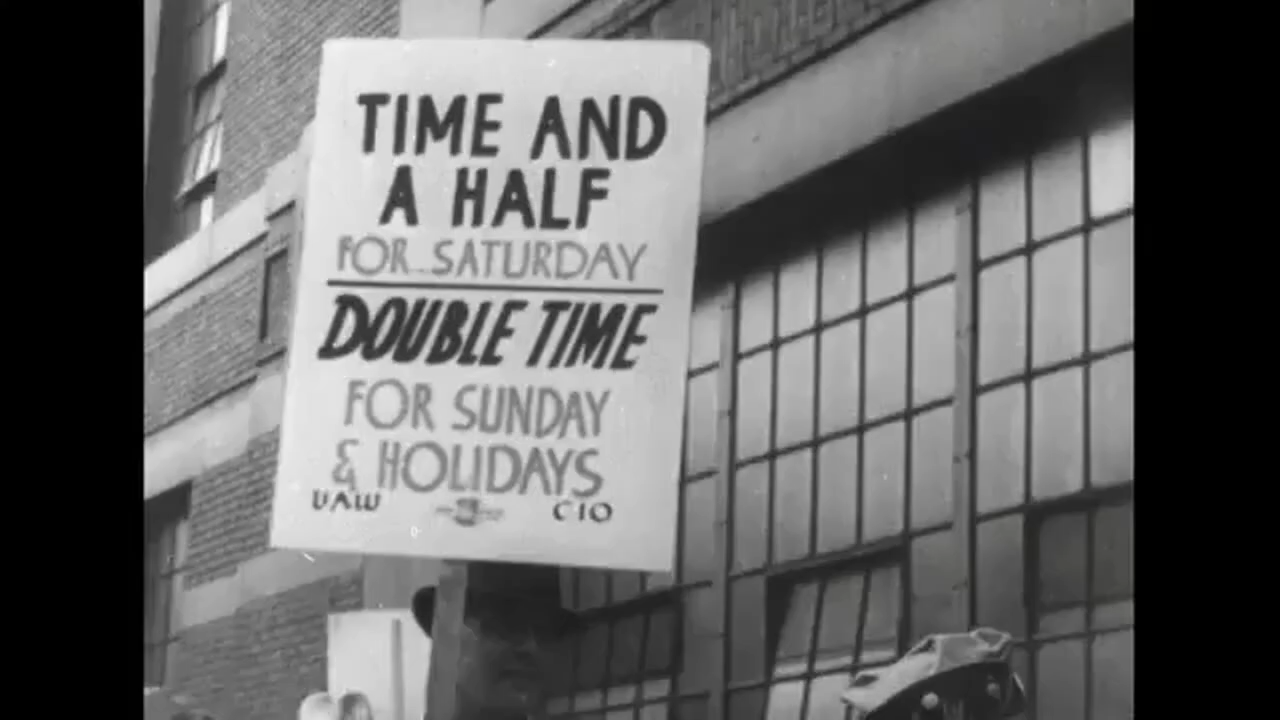 TIME AND
A HALF
FOR SATURDAY
DOUBLE TIME
FOR SUNDAY
& HOLIDAYS
UAW CIO